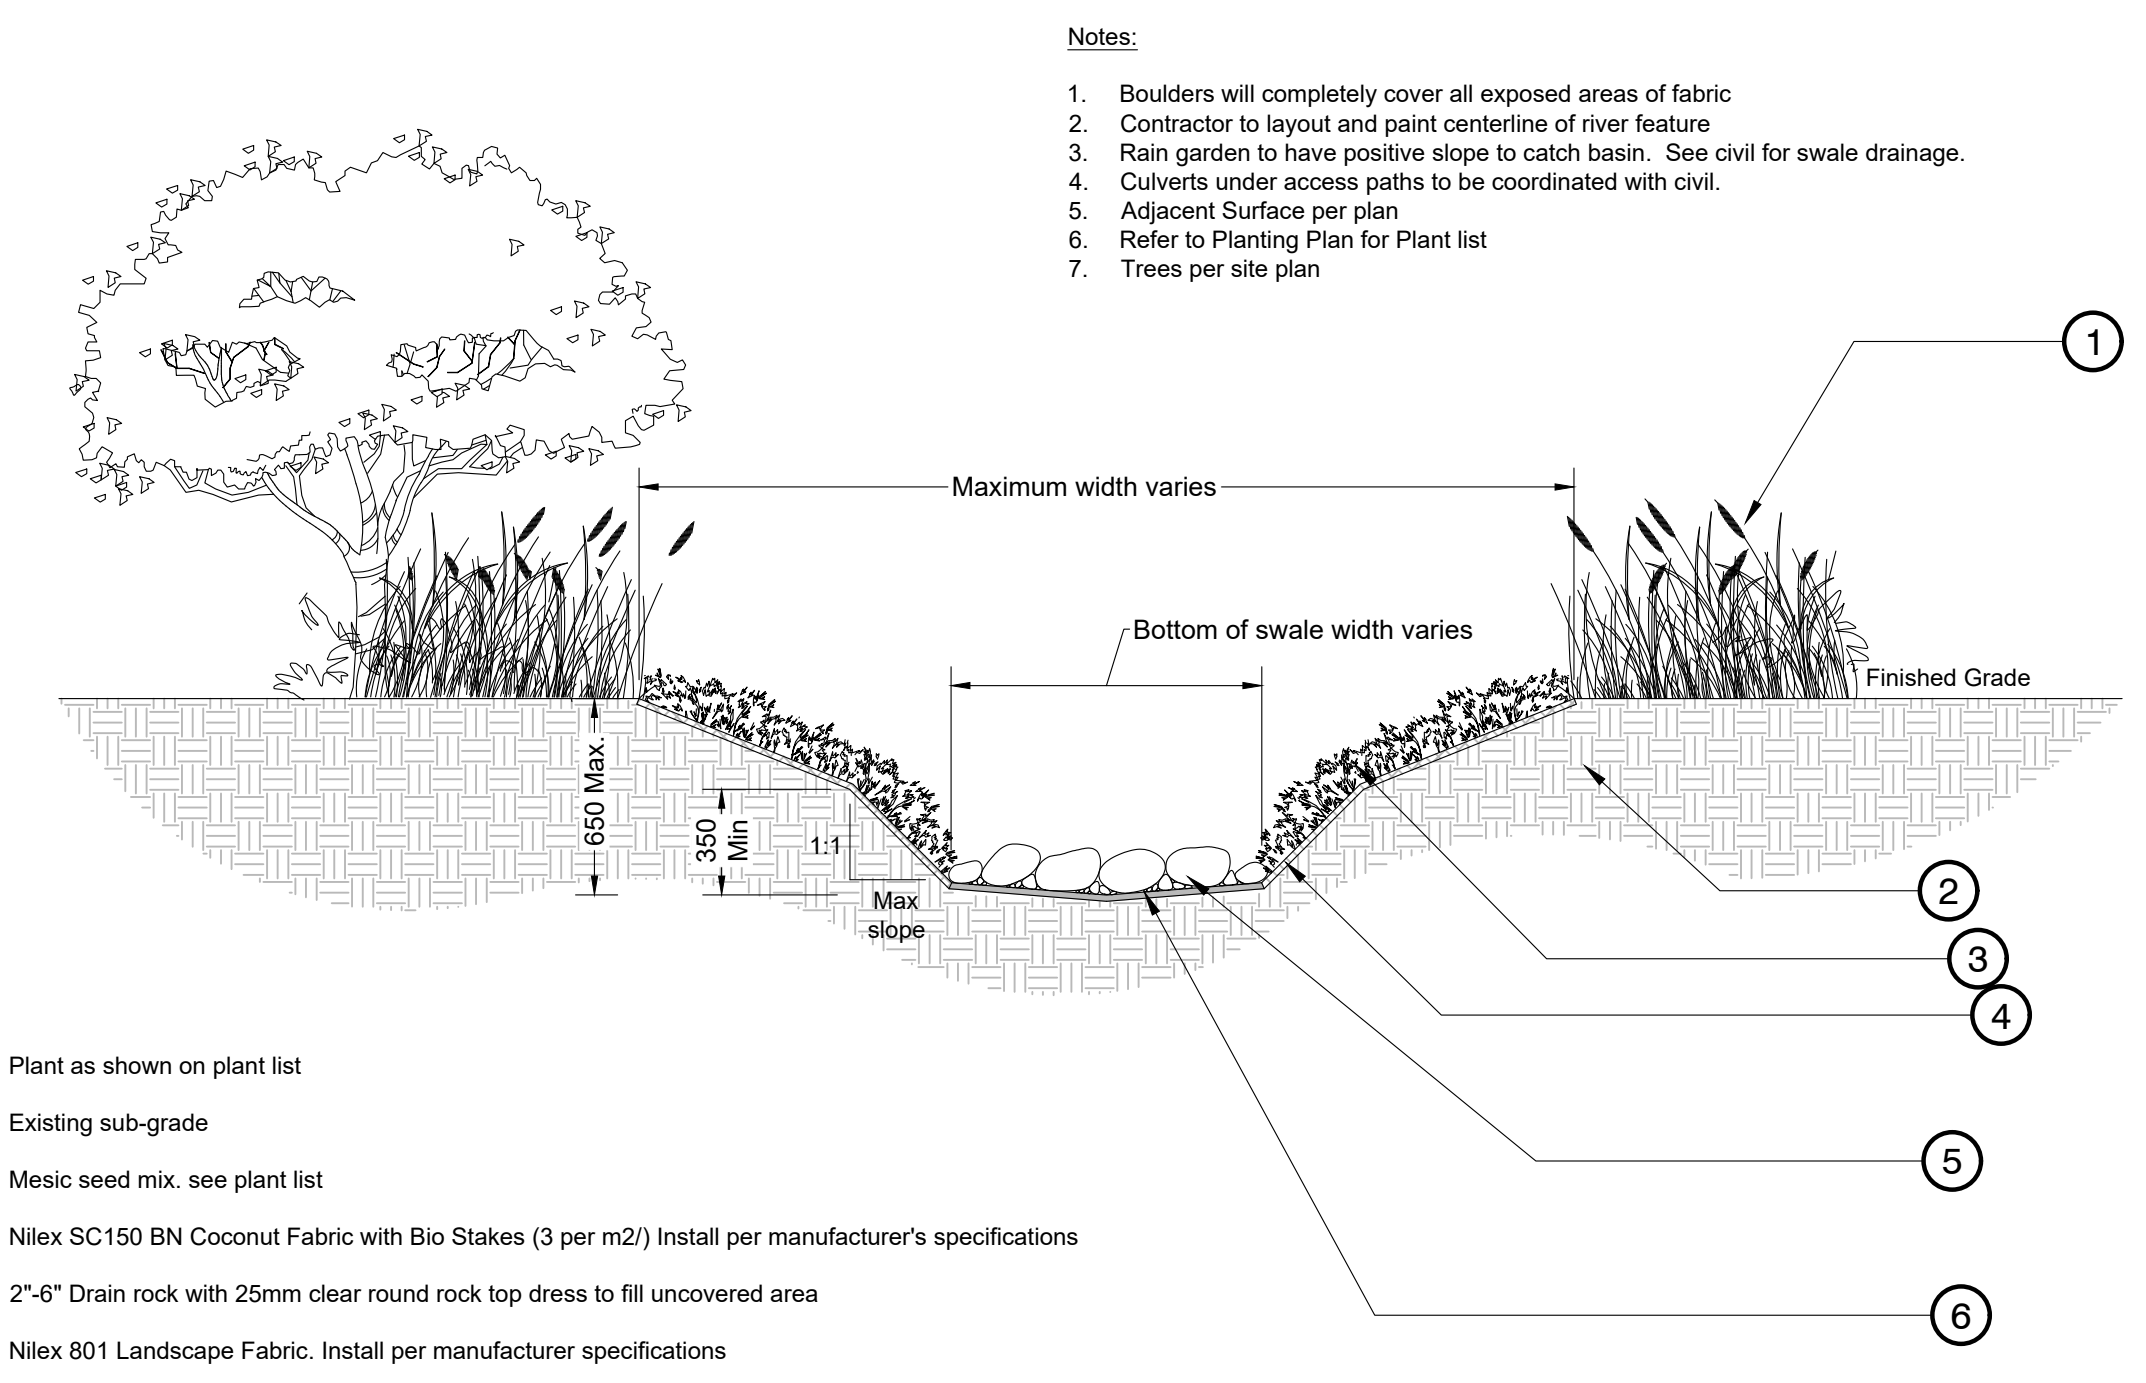 Notes:
1. Boulders will completely cover all exposed areas of fabric
2. Contractor to layout and paint centerline of river feature
3. Rain garden to have positive slope to catch basin. See civil for swale drainage.
4. Culverts under access paths to be coordinated with civil.
5. Adjacent Surface per plan
6. Refer to Planting Plan for Plant list
7. Trees per site plan
1
Maximum width varies
Bottom of swale width varies
Finished Grade
650 Max.
350
Min
1:1
Max
slope
2
3
4
5
6
Plant as shown on plant list
Existing sub-grade
Mesic seed mix. see plant list
Nilex SC150 BN Coconut Fabric with Bio Stakes (3 per m2/) Install per manufacturer's specifications
2"-6" Drain rock with 25mm clear round rock top dress to fill uncovered area
Nilex 801 Landscape Fabric. Install per manufacturer specifications